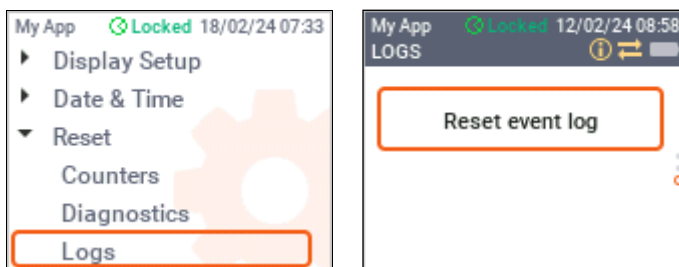 My App Locked 18/02/24 07:33
Display Setup
Date & Time
Reset
Counters
Diagnostics
Logs
My App Locked 12/02/24 08:58
LOGS
Reset event log